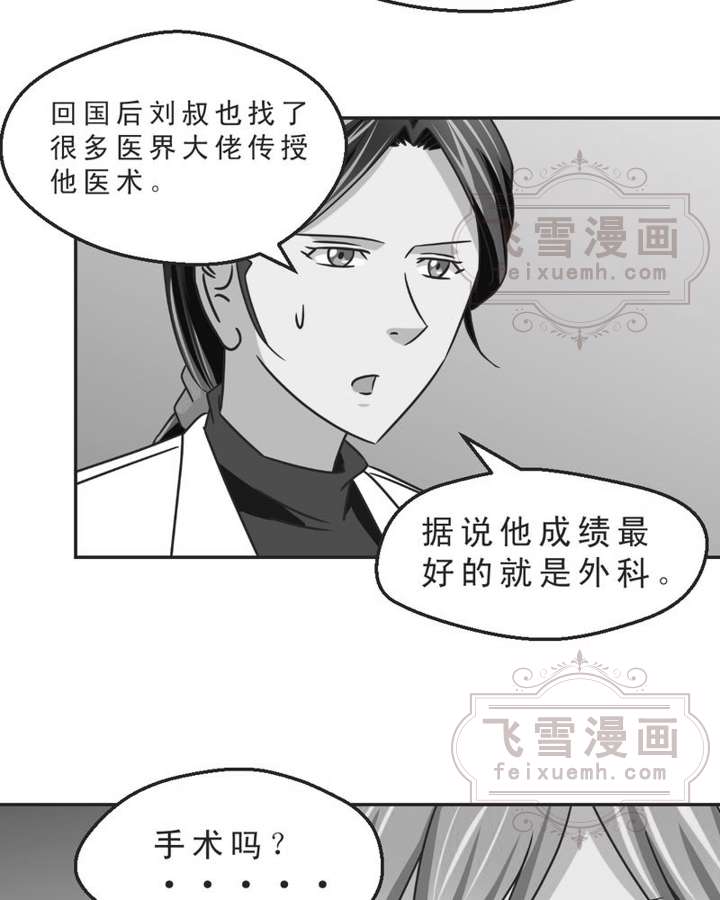 回国后刘叔也找了
很多医界大佬传授
他医术。
飞雪漫画
feixuemh.com
据说他成绩最
好的就是外科。
飞雪漫画
feixuemh.com
手术吗？
·····